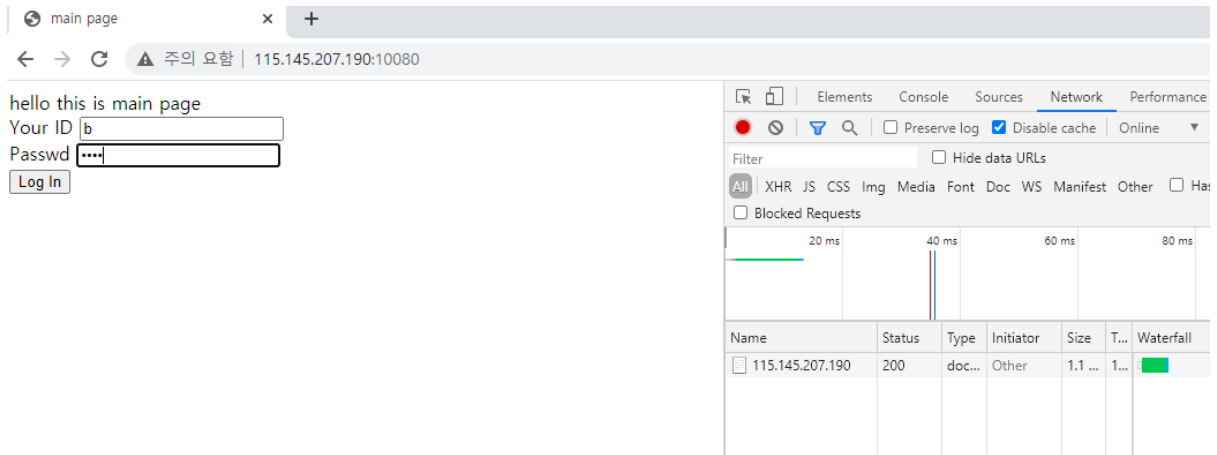 main page
주의 요함 | 115.145.207.190:10080
hello this is main page
Your ID b
Passwd ••••
Log In
Elements Console Sources Network Performance
Preserve log Disable cache Online
Filter Hide data URLs
All XHR JS CSS Img Media Font Doc WS Manifest Other Has
Blocked Requests
20 ms 40 ms 60 ms 80 ms
Name Status Type Initiator Size T... Waterfall
115.145.207.190 200 doc... Other 1.1 ... 1...